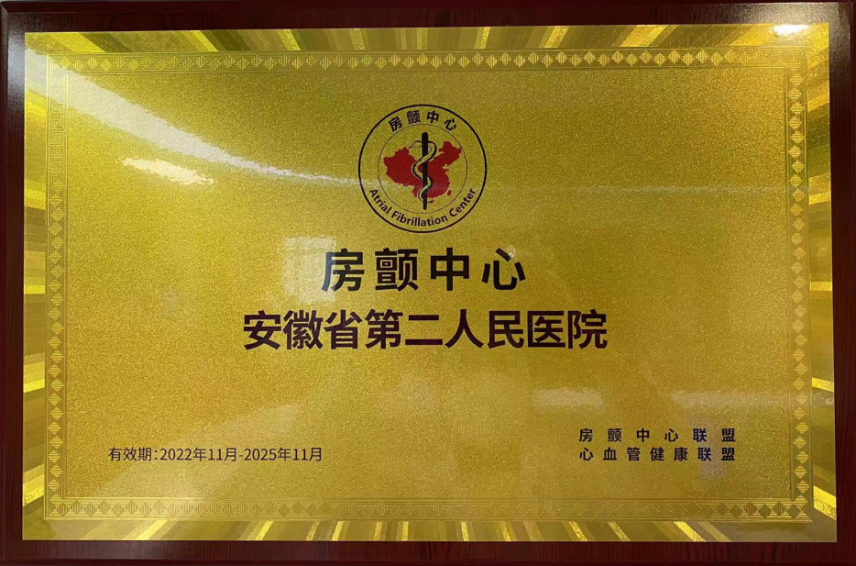 房颤中心
Atrial Fibrillation Center
房颤中心
安徽省第二人民医院
有效期:2022年11月-2025年11月
房颤中心联盟
心血管健康联盟